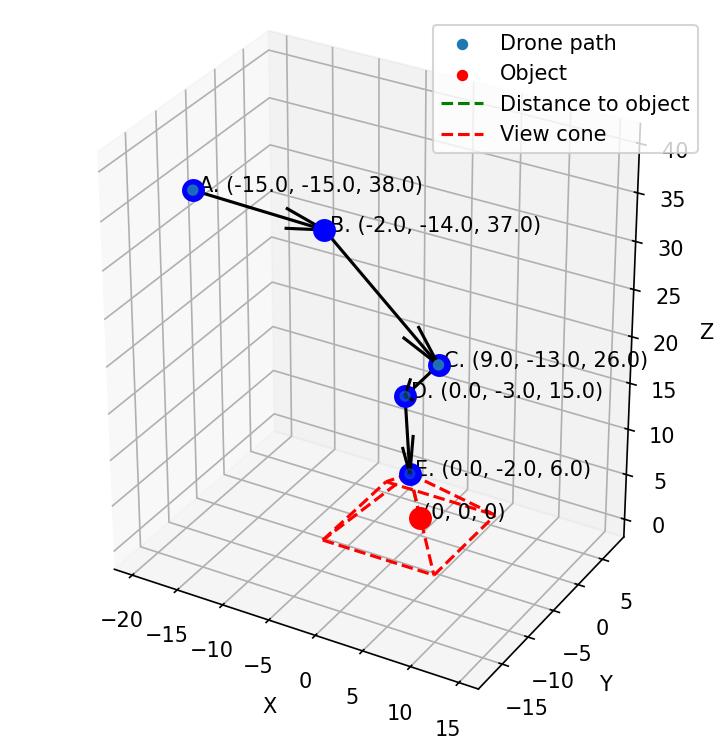 Drone path
Object
Distance to object
View cone
A. (-15.0, -15.0, 38.0)
B. (-2.0, -14.0, 37.0)
C. (9.0, -13.0, 26.0)
D. (0.0, -3.0, 15.0)
E. (0.0, -2.0, 6.0)
(0, 0, 0)
40
35
30
25
20
15
10
5
0
Z
−20
−15
−10
−5
0
5
10
15
X
5
0
−5
−10
−15
Y